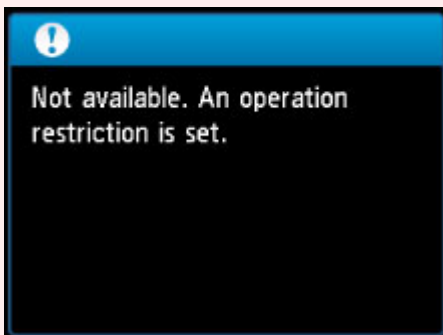 Not available. An operation
restriction is set.